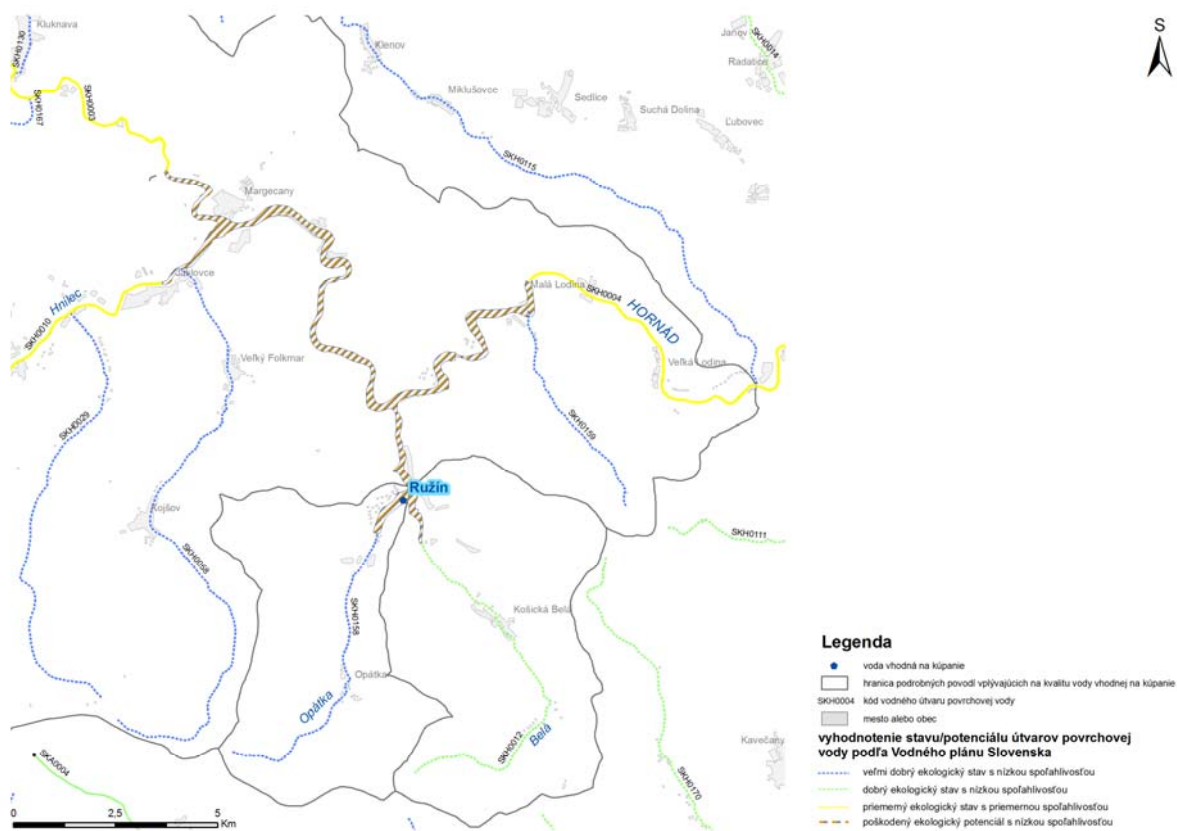 Kluknava
SKH0130
SKH0167
SKH0003
Klenov
Miklušovce
Sedlice
Suchá Dolina
Ľubovec
Janov
Radatice
SKH0014
S
SKH0115
Margecany
Jaklovce
Hnilec
SKH0010
Veľký Folkmar
Malá Lodina
SKH0004
HORNÁD
Veľká Lodina
SKH0029
SKH0159
Ružín
Kojšov
SKH0058
SKH0111
SKH0158
Košická Belá
Opátka
Opátka
Belá
SKH0012
SKH0170
Kavečany
SKA0004
0 2,5 5
Km
Legenda
voda vhodná na kúpanie
hranica podrobných povodí vplývajúcich na kvalitu vody vhodnej na kúpanie
SKH0004 kód vodného útvaru povrchovej vody
mesto alebo obec
vyhodnotenie stavu/potenciálu útvarov povrchovej
vody podľa Vodného plánu Slovenska
veľmi dobrý ekologický stav s nízkou spoľahlivosťou
dobrý ekologický stav s nízkou spoľahlivosťou
priemerný ekologický stav s priemernou spoľahlivosťou
poškodený ekologický potenciál s nízkou spoľahlivosťou